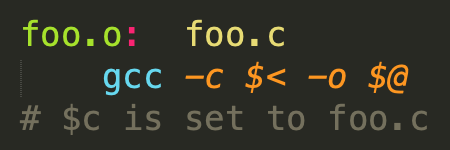 foo.o:  foo.c
    gcc -c $< -o $@
# $c is set to foo.c